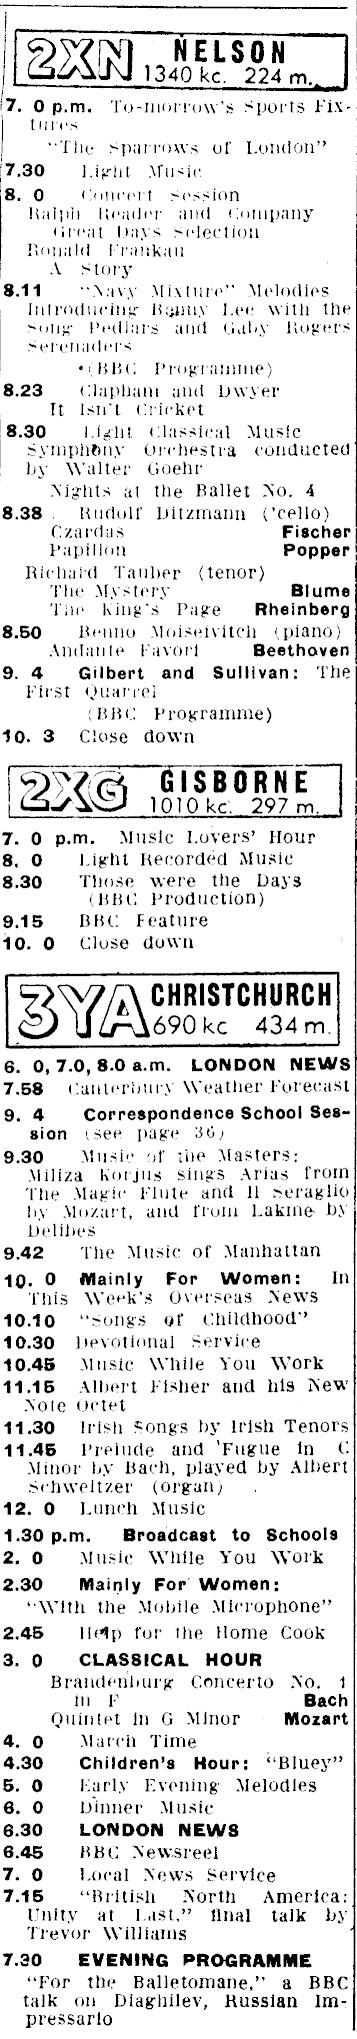 2XN NELSON
1340 kc. 224 m.
7. 0 p.m. To-morrow's Sports Fix-
tures
"The Sparrows of London"
7.30 Light Music
8. 0 Concert Session
Ralph Reader and Company
Great Days Selection
Ronald Frankau
A Story
8.11 "Navy Mixture" Melodies
Introducing Benny Lee with the
Song Pedlars and Gaby Rogers
Serenaders
(BBC Programme)
8.23 Clapham and Dwyer
It Isn't Cricket
8.30 Light Classical Music
Symphony Orchestra conducted
by Walter Goehr
Nights at the Ballet No. 4
8.38 Rudolf Ditzmann ('cello)
Czardas Fischer
Papillon Popper
Richard Tauber (tenor)
The Mystery Blume
The King's Page Rheinberg
8.50 Benno Moiseivitch (piano)
Andante Favori Beethoven
9. 4 Gilbert and Sullivan: The
First Quarrel
(BBC Programme)
10. 3 Close down
2XG GISBORNE
1010 kc. 297 m.
7. 0 p.m. Music Lovers' Hour
8. 0 Light Recorded Music
8.30 Those were the Days
(BBC Production)
9.15 BBC Feature
10. 0 Close down
3YA CHRISTCHURCH
690 kc 434 m.
6. 0, 7.0, 8.0 a.m. LONDON NEWS
7.58 Canterbury Weather Forecast
9. 4 Correspondence School Ses-
sion (see page 36)
9.30 Music of the Masters:
Miliza Korjus sings Arias from
The Magic Flute and Il Seraglio
by Mozart, and from Lakme by
Delibes
9.42 The Music of Manhattan
10. 0 Mainly For Women: In
This Week's Overseas News
10.10 "Songs of Childhood"
10.30 Devotional Service
10.45 Music While You Work
11.15 Albert Fisher and his New
Note Octet
11.30 Irish Songs by Irish Tenors
11.45 Prelude and Fugue in C
Minor by Bach, played by Albert
Schweitzer (organ)
12. 0 Lunch Music
1.30 p.m. Broadcast to Schools
2. 0 Music While You Work
2.30 Mainly For Women:
"With the Mobile Microphone"
2.45 Help for the Home Cook
3. 0 CLASSICAL HOUR
Brandenburg Concerto No. 1
in F Bach
Quintet in G Minor Mozart
4. 0 March Time
4.30 Children's Hour: "Bluey"
5. 0 Early Evening Melodies
6. 0 Dinner Music
6.30 LONDON NEWS
6.45 BBC Newsreel
7. 0 Local News Service
7.15 "British North America:
Unity at Last," final talk by
Trevor Williams
7.30 EVENING PROGRAMME
"For the Balletomane," a BBC
talk on Diaghilev, Russian Im-
pressario